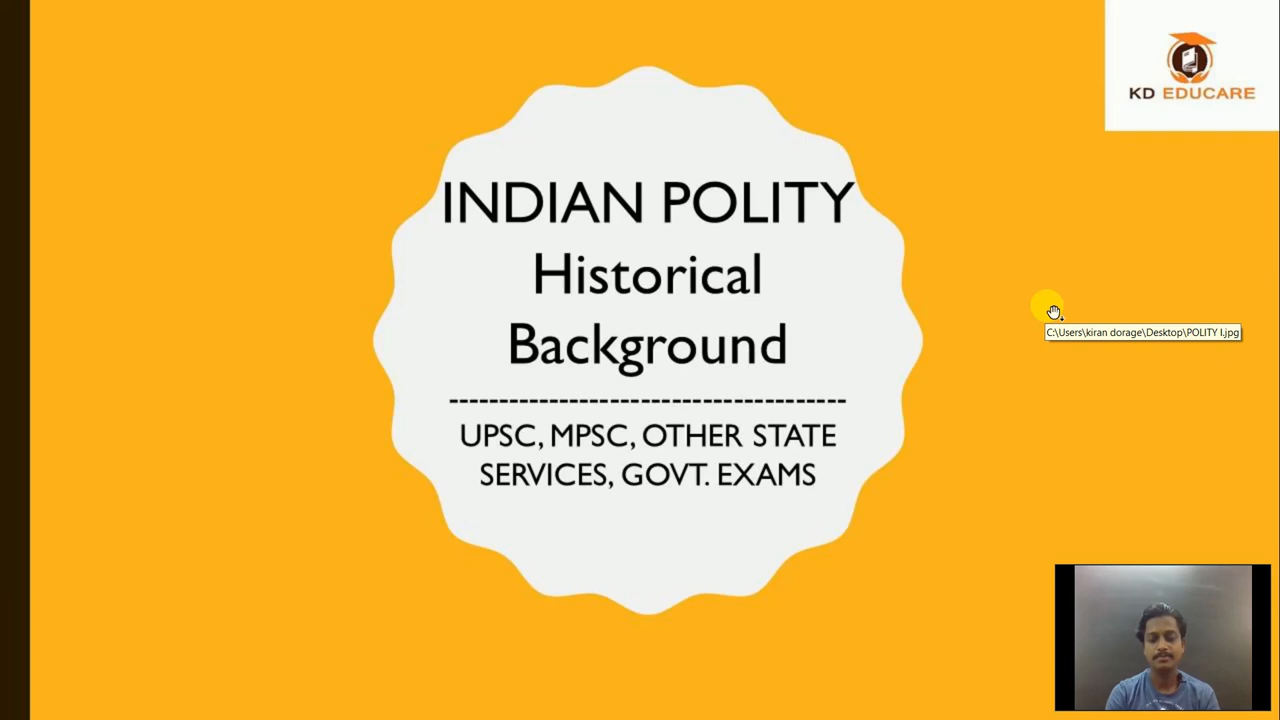 KD EDUCARE
INDIAN POLITY
Historical
Background
---------------------------------------
UPSC, MPSC, OTHER STATE
SERVICES, GOVT. EXAMS
C:\Users\kiran dorage\Desktop\POLITY I.jpg